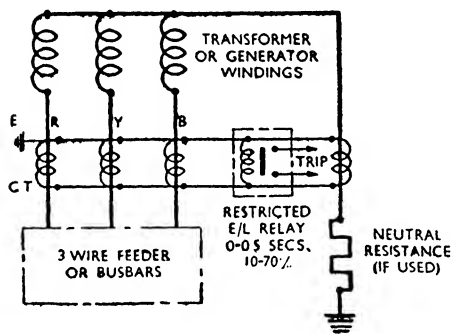 TRANSFORMER
OR GENERATOR
WINDINGS
E R Y B
TRIP
CT
RESTRICTED
E/L RELAY
0-0·5 SECS.
10-70%
3 WIRE FEEDER
OR BUSBARS
NEUTRAL
RESISTANCE
(IF USED)